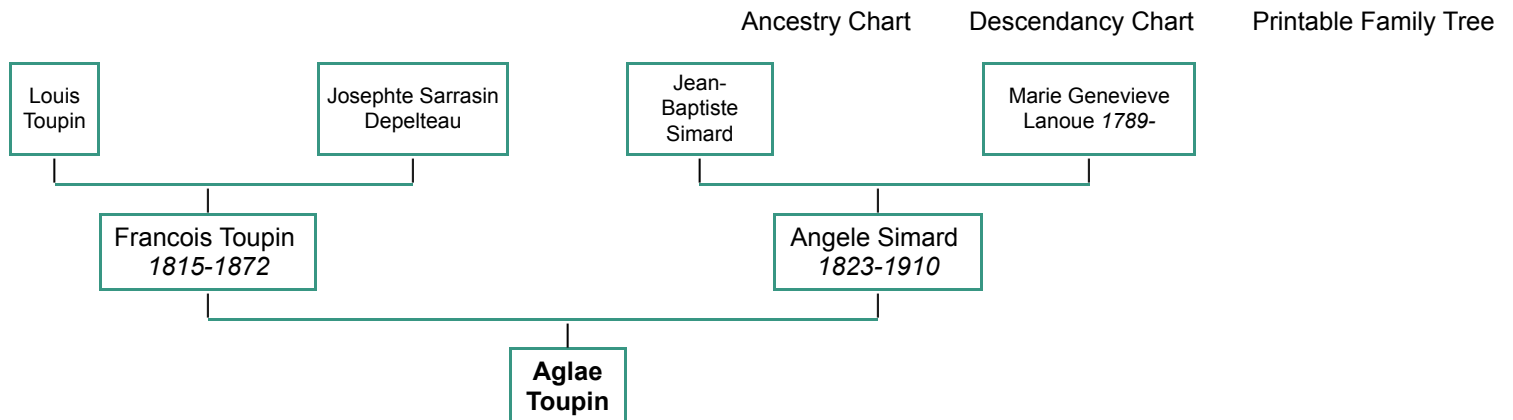 Ancestry Chart Descendancy Chart Printable Family Tree
Louis
Toupin
Josephte Sarrasin
Depelteau
Jean-
Baptiste
Simard
Marie Genevieve
Lanoue 1789-
Francois Toupin
1815-1872
Angele Simard
1823-1910
Aglae
Toupin